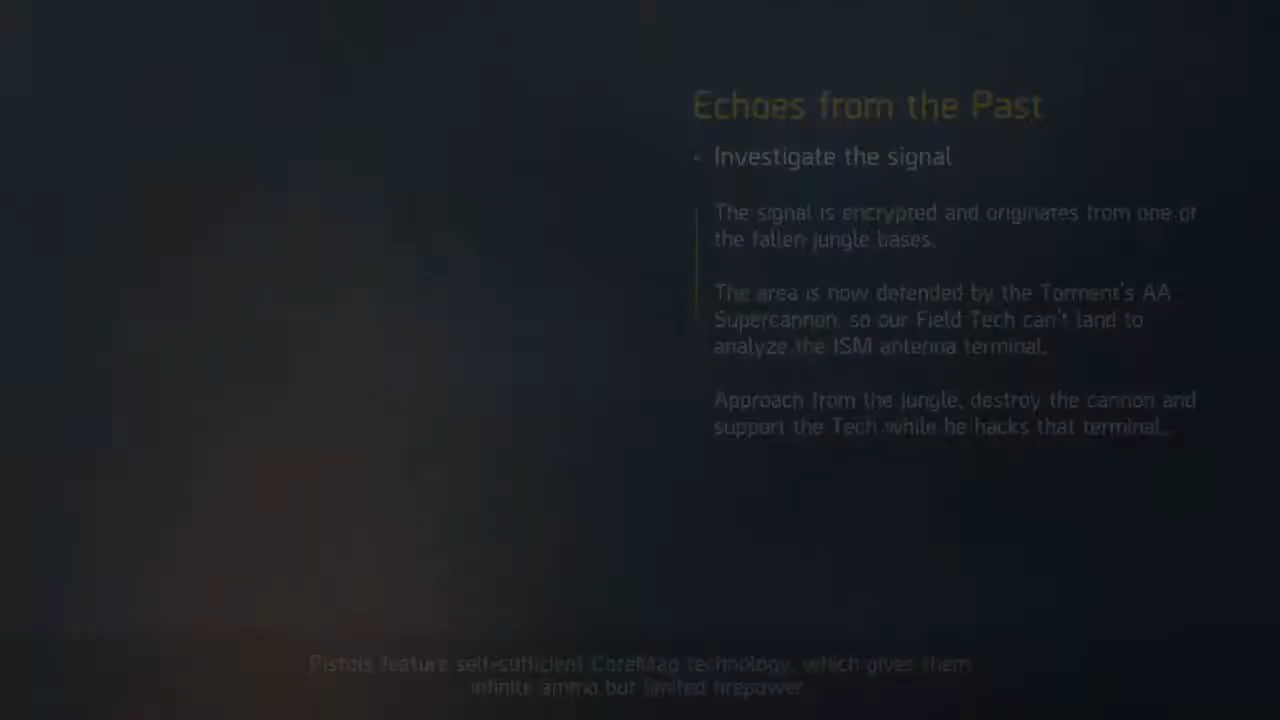 Echoes from the Past
- Investigate the signal
The signal is encrypted and originates from one of
the fallen jungle bases.
The area is now defended by the Torment's AA
Supercannon, so our Field Tech can't land to
analyze the ISM antenna terminal.
Approach from the jungle, destroy the cannon and
support the Tech while he hacks that terminal.
Pistols feature self-sufficient CoreMag technology, which gives them
infinite ammo but limited firepower